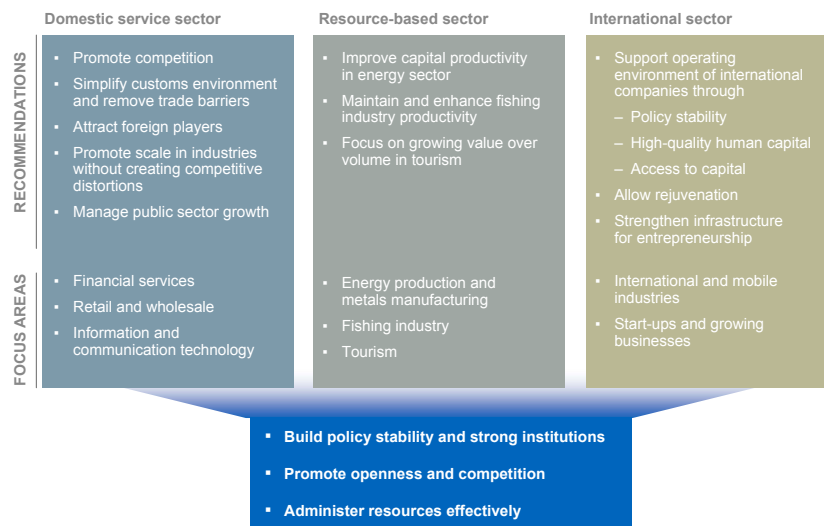 Domestic service sector
Resource-based sector
International sector
RECOMMENDATIONS
▪ Promote competition
▪ Simplify customs environment
and remove trade barriers
▪ Attract foreign players
▪ Promote scale in industries
without creating competitive
distortions
▪ Manage public sector growth
▪ Improve capital productivity
in energy sector
▪ Maintain and enhance fishing
industry productivity
▪ Focus on growing value over
volume in tourism
▪ Support operating
environment of international
companies through
– Policy stability
– High-quality human capital
– Access to capital
▪ Allow rejuvenation
▪ Strengthen infrastructure
for entrepreneurship
FOCUS AREAS
▪ Financial services
▪ Retail and wholesale
▪ Information and
communication technology
▪ Energy production and
metals manufacturing
▪ Fishing industry
▪ Tourism
▪ International and mobile
industries
▪ Start-ups and growing
businesses
▪ Build policy stability and strong institutions
▪ Promote openness and competition
▪ Administer resources effectively